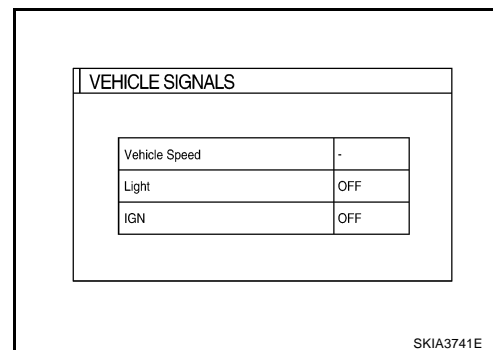 VEHICLE SIGNALS
Vehicle Speed -
Light OFF
IGN OFF
SKIA3741E